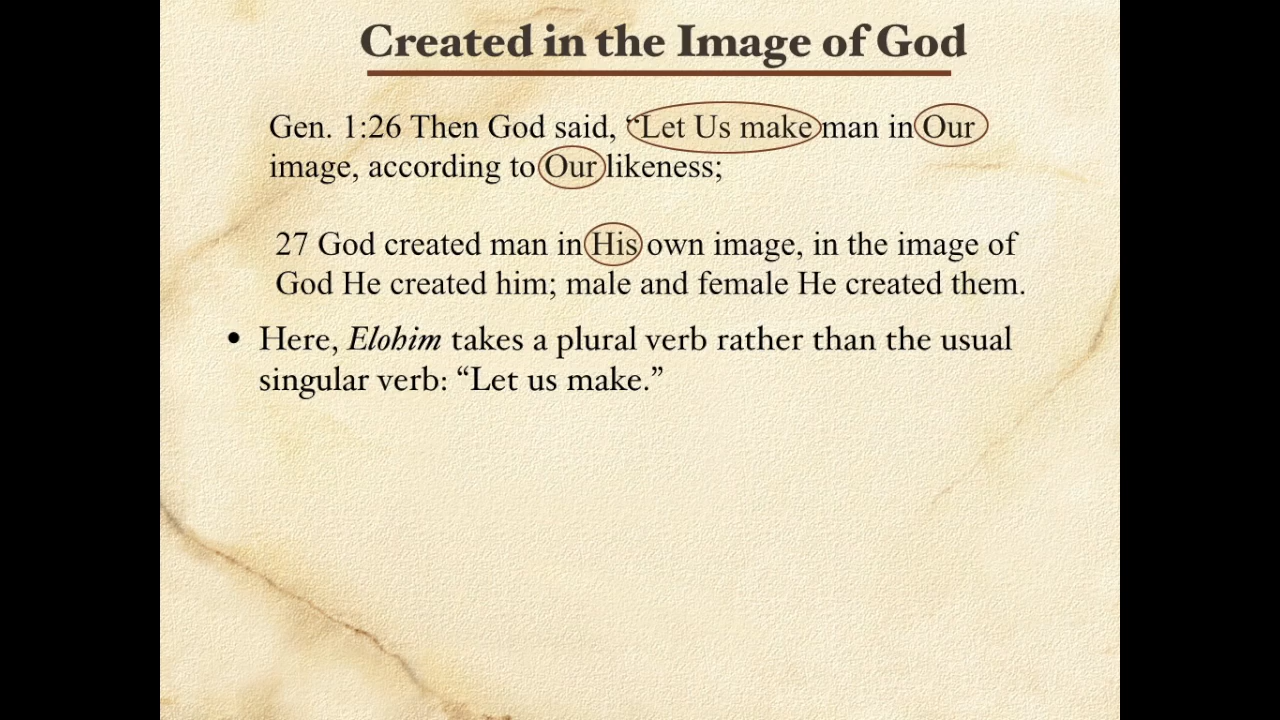 Created in the Image of God
Gen. 1:26 Then God said, “Let Us make man in Our
image, according to Our likeness;
27 God created man in His own image, in the image of
God He created him; male and female He created them.
• Here, Elohim takes a plural verb rather than the usual
singular verb: “Let us make.”